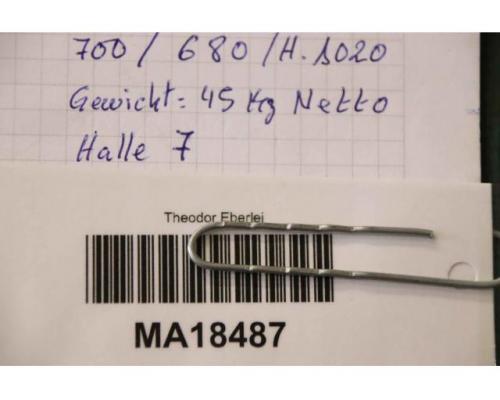 700 / 680 / H. 1020
Gewicht: 45 Kg Netto
Halle 7
Theodor Eberlei
MA18487